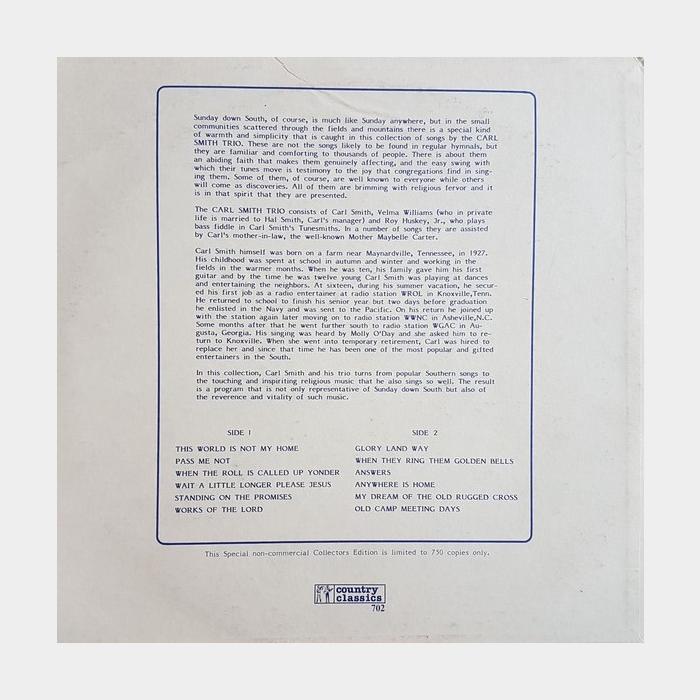 Sunday down South, of course, is much like Sunday anywhere, but in the small
communities scattered through the fields and mountains there is a special kind
of warmth and simplicity that is caught in this collection of songs by the CARL
SMITH TRIO. These are not the songs likely to be found in regular hymnals, but
they are familiar and comforting to thousands of people. There is about them
an abiding faith that makes them genuinely affecting, and the easy swing with
which their tunes move is testimony to the joy that congregations find in sing-
ing them. Some of them, of course, are well known to everyone while others
will come as discoveries. All of them are brimming with religious fervor and it
is in that spirit that they are presented.
The CARL SMITH TRIO consists of Carl Smith, Velma Williams (who in private
life is married to Hal Smith, Carl's manager) and Roy Huskey, Jr., who plays
bass fiddle in Carl Smith's Tunesmiths. In a number of songs they are assisted
by Carl's mother-in-law, the well-known Mother Maybelle Carter.
Carl Smith himself was born on a farm near Maynardville, Tennessee, in 1927.
His childhood was spent at school in autumn and winter and working in the
fields in the warmer months. When he was ten, his family gave him his first
guitar and by the time he was twelve young Carl Smith was playing at dances
and entertaining the neighbors. At sixteen, during his summer vacation, he secur-
ed his first job as a radio entertainer at radio station WROL in Knoxville,Tenn.
He returned to school to finish his senior year but two days before graduation
he enlisted in the Navy and was sent to the Pacific. On his return he joined up
with the station again later moving on to radio station WWNC in Asheville,N.C.
Some months after that he went further south to radio station WGAC in Au-
gusta, Georgia. His singing was heard by Molly O'Day and she asked him to re-
turn to Knoxville. When she went into temporary retirement, Carl was hired to
replace her and since that time he has been one of the most popular and gifted
entertainers in the South.
In this collection, Carl Smith and his trio turns from popular Southern songs to
the touching and inspiriting religious music that he also sings so well. The result
is a program that is not only representative of Sunday down South but also of
the reverence and vitality of such music.
SIDE 1
THIS WORLD IS NOT MY HOME
PASS ME NOT
WHEN THE ROLL IS CALLED UP YONDER
WAIT A LITTLE LONGER PLEASE JESUS
STANDING ON THE PROMISES
WORKS OF THE LORD
SIDE 2
GLORY LAND WAY
WHEN THEY RING THEM GOLDEN BELLS
ANSWERS
ANYWHERE IS HOME
MY DREAM OF THE OLD RUGGED CROSS
OLD CAMP MEETING DAYS
This Special non-commercial Collectors Edition is limited to 750 copies only.
country
classics
702